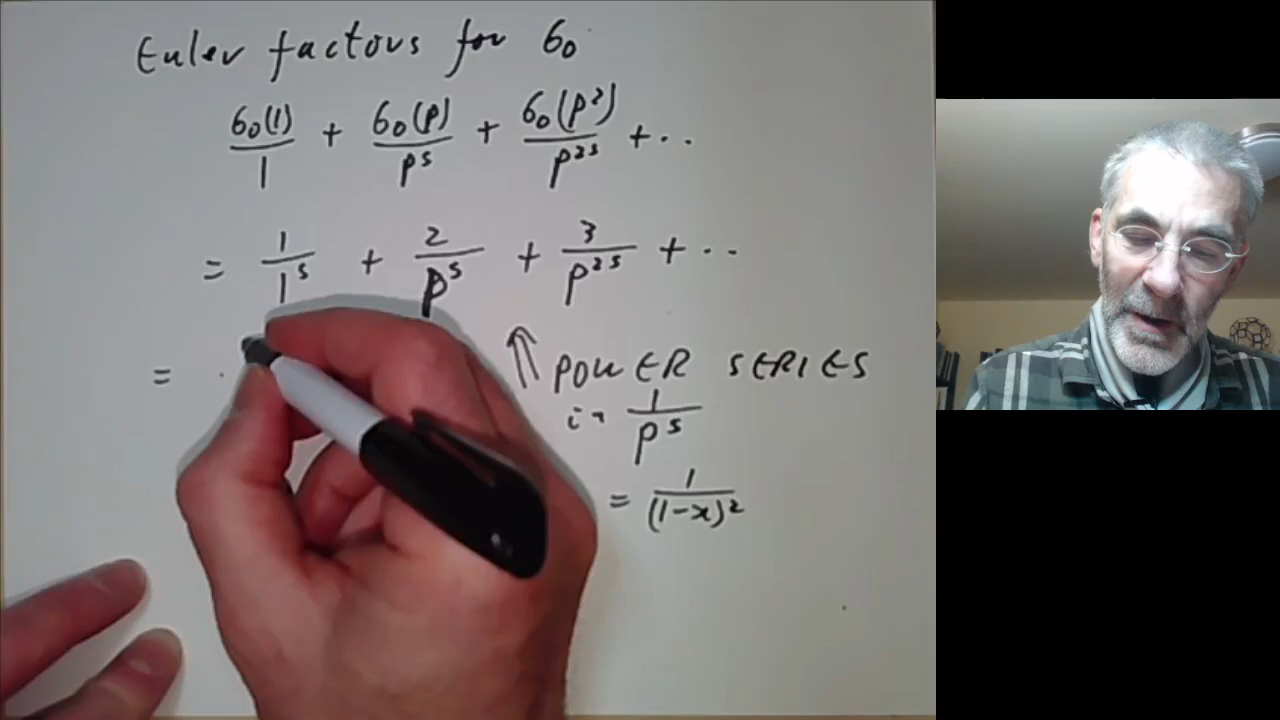 Euler factors for σ₀
σ₀(1)/1 + σ₀(p)/p^s + σ₀(p²)/p^{2s} + ..
= 1/1^s + 2/p^s + 3/p^{2s} + ..
= ⇑ POWER SERIES
in 1/p^s
= 1/(1-x)²